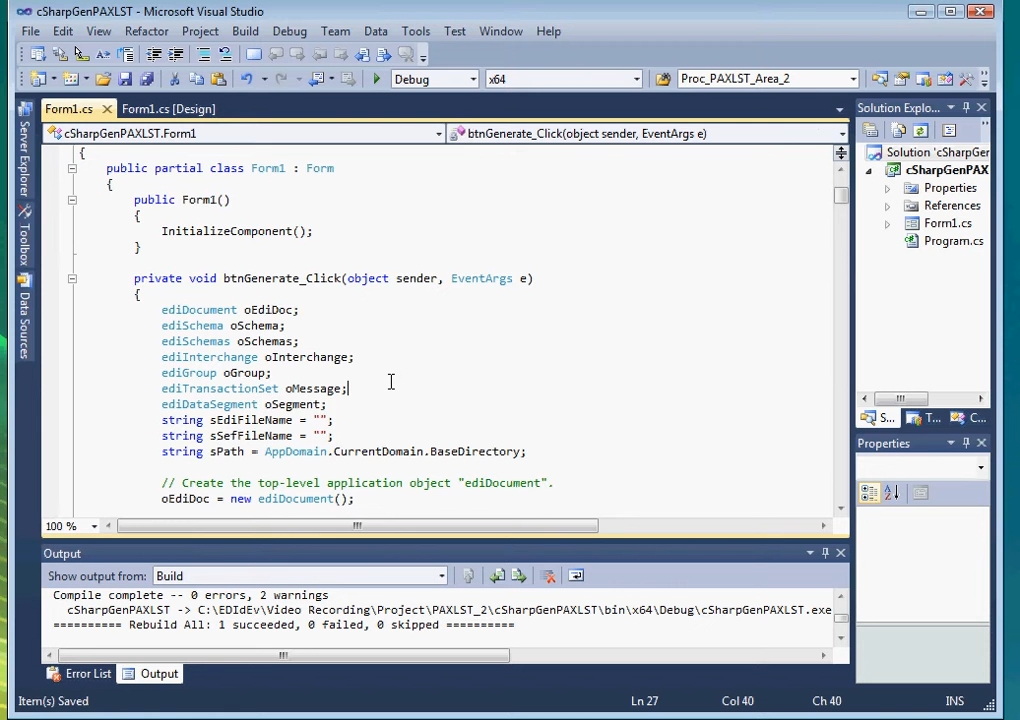 cSharpGenPAXLST - Microsoft Visual Studio
File Edit View Refactor Project Build Debug Team Data Tools Test Window Help
Debug x64 Proc_PAXLST_Area_2
Form1.cs Form1.cs [Design]
cSharpGenPAXLST.Form1 btnGenerate_Click(object sender, EventArgs e)
Server Explorer
Toolbox
Data Sources
{
public partial class Form1 : Form
{
public Form1()
{
InitializeComponent();
}
private void btnGenerate_Click(object sender, EventArgs e)
{
ediDocument oEdiDoc;
ediSchema oSchema;
ediSchemas oSchemas;
ediInterchange oInterchange;
ediGroup oGroup;
ediTransactionSet oMessage;
ediDataSegment oSegment;
string sEdiFileName = "";
string sSefFileName = "";
string sPath = AppDomain.CurrentDomain.BaseDirectory;
// Create the top-level application object "ediDocument".
oEdiDoc = new ediDocument();
100 %
Solution Explo...
Solution 'cSharpGer
cSharpGenPAX
Properties
References
Form1.cs
Program.cs
S... T... C...
Properties
Output
Show output from: Build
Compile complete -- 0 errors, 2 warnings
cSharpGenPAXLST -> C:\EDIdEv\Video Recording\Project\PAXLST_2\cSharpGenPAXLST\bin\x64\Debug\cSharpGenPAXLST.exe
========== Rebuild All: 1 succeeded, 0 failed, 0 skipped ==========
Error List Output
Item(s) Saved Ln 27 Col 40 Ch 40 INS